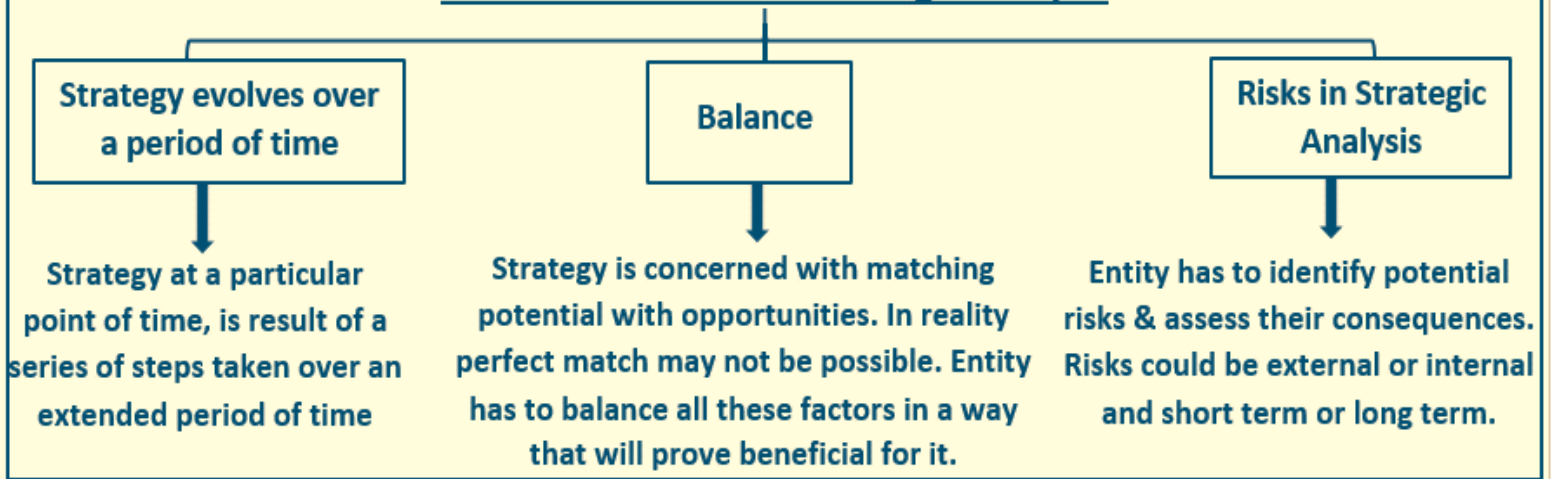 Strategy evolves over
a period of time
Strategy at a particular
point of time, is result of a
series of steps taken over an
extended period of time
Balance
Strategy is concerned with matching
potential with opportunities. In reality
perfect match may not be possible. Entity
has to balance all these factors in a way
that will prove beneficial for it.
Risks in Strategic
Analysis
Entity has to identify potential
risks & assess their consequences.
Risks could be external or internal
and short term or long term.